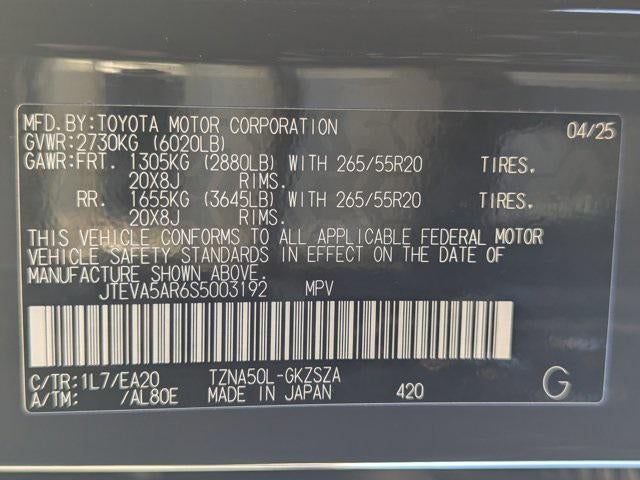 MFD.BY:TOYOTA MOTOR CORPORATION 04/25
GVWR:2730KG (6020LB)
GAWR:FRT. 1305KG (2880LB) WITH 265/55R20 TIRES.
20X8J RIMS.
RR. 1655KG (3645LB) WITH 265/55R20 TIRES.
20X8J RIMS.
THIS VEHICLE CONFORMS TO ALL APPLICABLE FEDERAL MOTOR
VEHICLE SAFETY STANDARDS IN EFFECT ON THE DATE OF
MANUFACTURE SHOWN ABOVE.
JTEVA5AR6S5003192 MPV
C/TR:1L7/EA20 TZNA50L-GKZSZA
A/TM: /AL80E MADE IN JAPAN 420 G